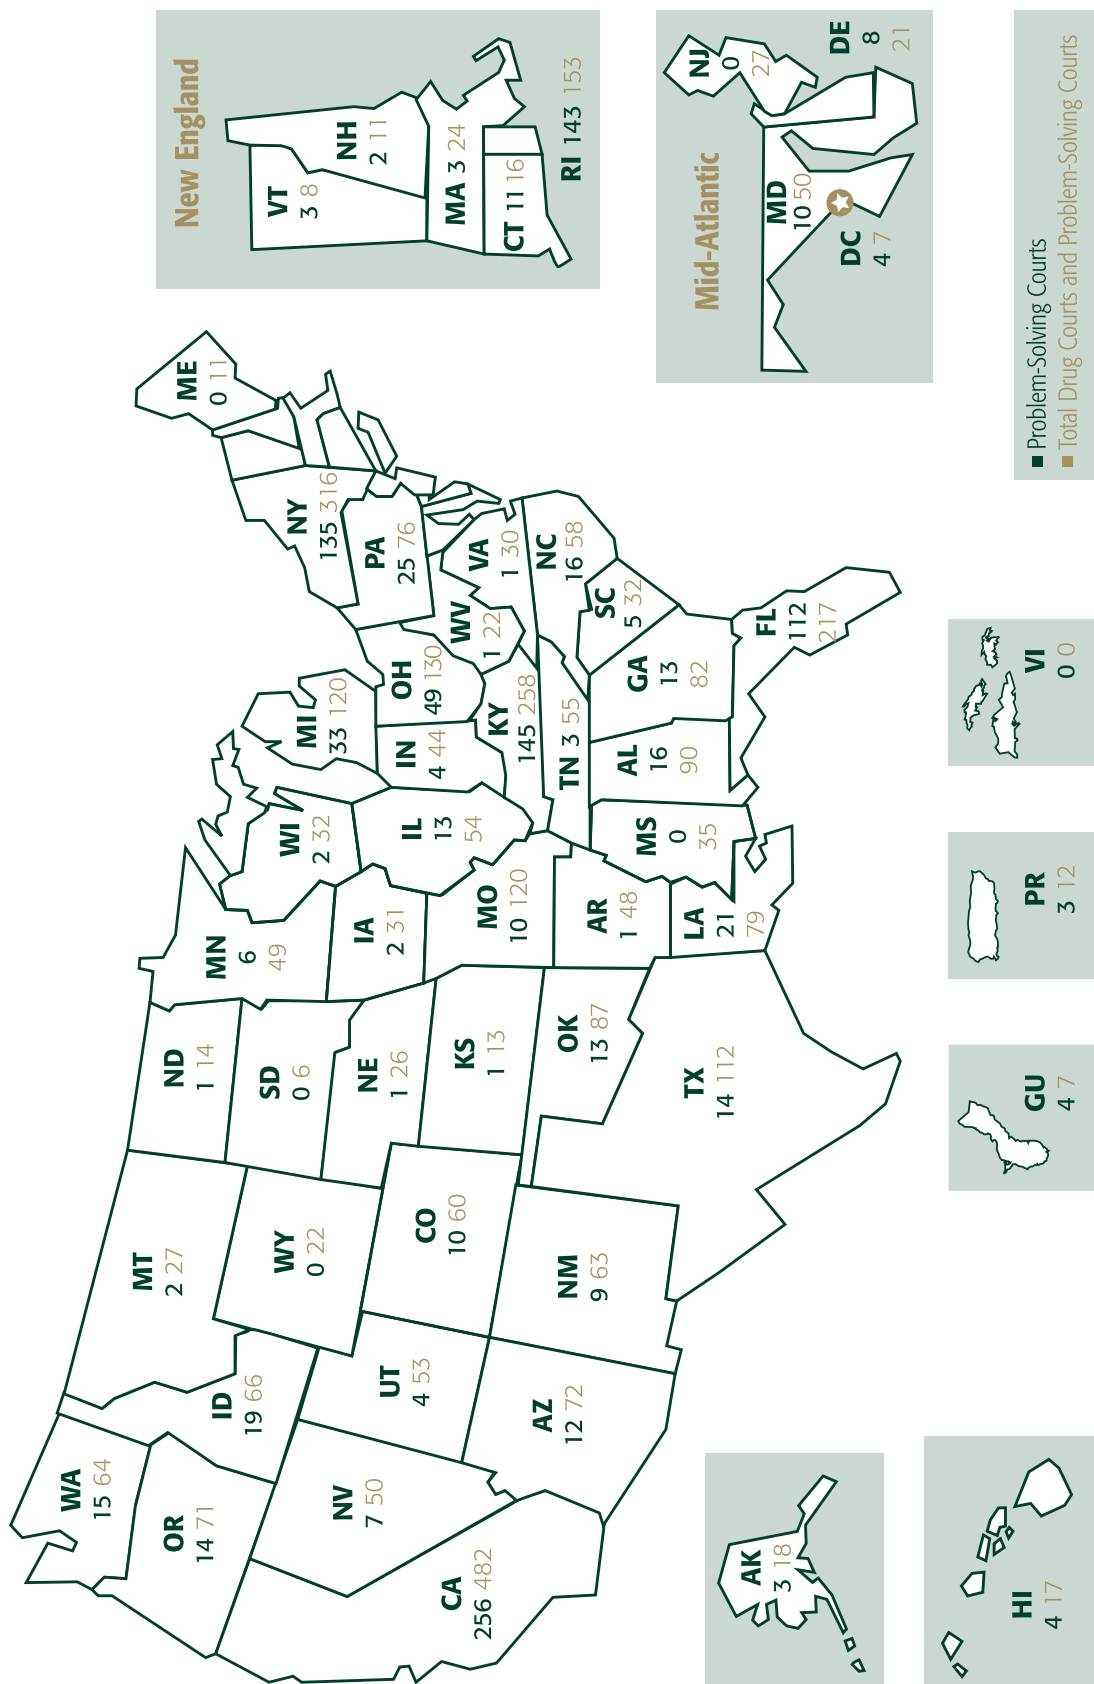 WA
15 64
OR
14 71
CA
256 482
NV
7 50
ID
19 66
MT
2 27
WY
0 22
UT
4 53
AZ
12 72
CO
10 60
NM
9 63
ND
1 14
SD
0 6
NE
1 26
KS
1 13
OK
13 87
TX
14 112
MN
6
49
IA
2 31
MO
10 120
AR
1 48
LA
21
79
WI
2 32
IL
13
54
MS
0
35
MI
33 120
IN
4 44
OH
49 130
KY
145 258
TN 3 55
AL
16
90
GA
13
82
FL
112
217
SC
5 32
NC
16 58
VA
1 30
WV
1 22
PA
25 76
NY
135 316
ME
0 11
New England
VT
3 8
NH
2 11
MA 3 24
CT 11 16
RI 143 153
Mid-Atlantic
NJ
0
27
DE
8
21
MD
10 50
DC
4 7
AK
3 18
HI
4 17
GU
4 7
PR
3 12
VI
0 0
Problem-Solving Courts
Total Drug Courts and Problem-Solving Courts